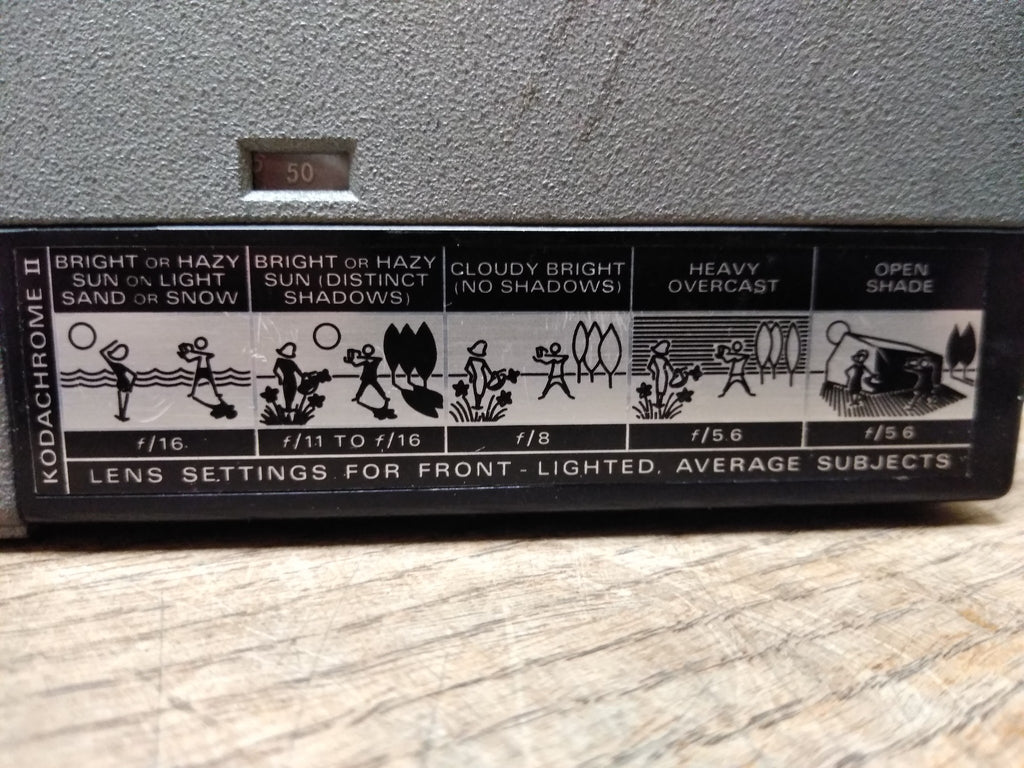 50
KODACHROME II
BRIGHT OR HAZY
SUN ON LIGHT
SAND OR SNOW
f/16.
BRIGHT OR HAZY
SUN (DISTINCT
SHADOWS)
f/11 TO f/16
CLOUDY BRIGHT
(NO SHADOWS)
f/8
HEAVY
OVERCAST
f/5.6
OPEN
SHADE
f/5.6
LENS SETTINGS FOR FRONT-LIGHTED, AVERAGE SUBJECTS